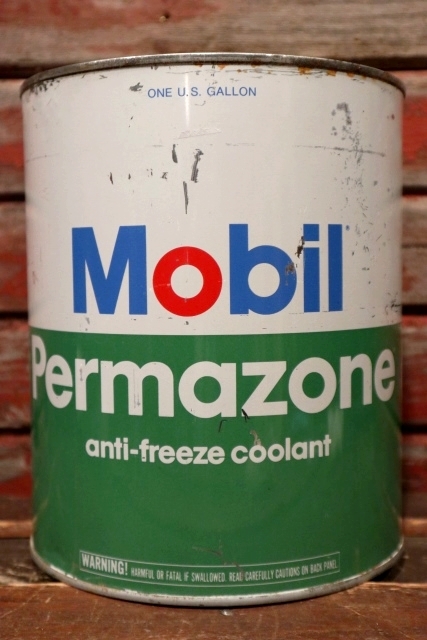 ONE U.S. GALLON
Mobil
Permazone
anti-freeze coolant
WARNING! HARMFUL OR FATAL IF SWALLOWED. READ CAREFULLY CAUTIONS ON BACK PANEL